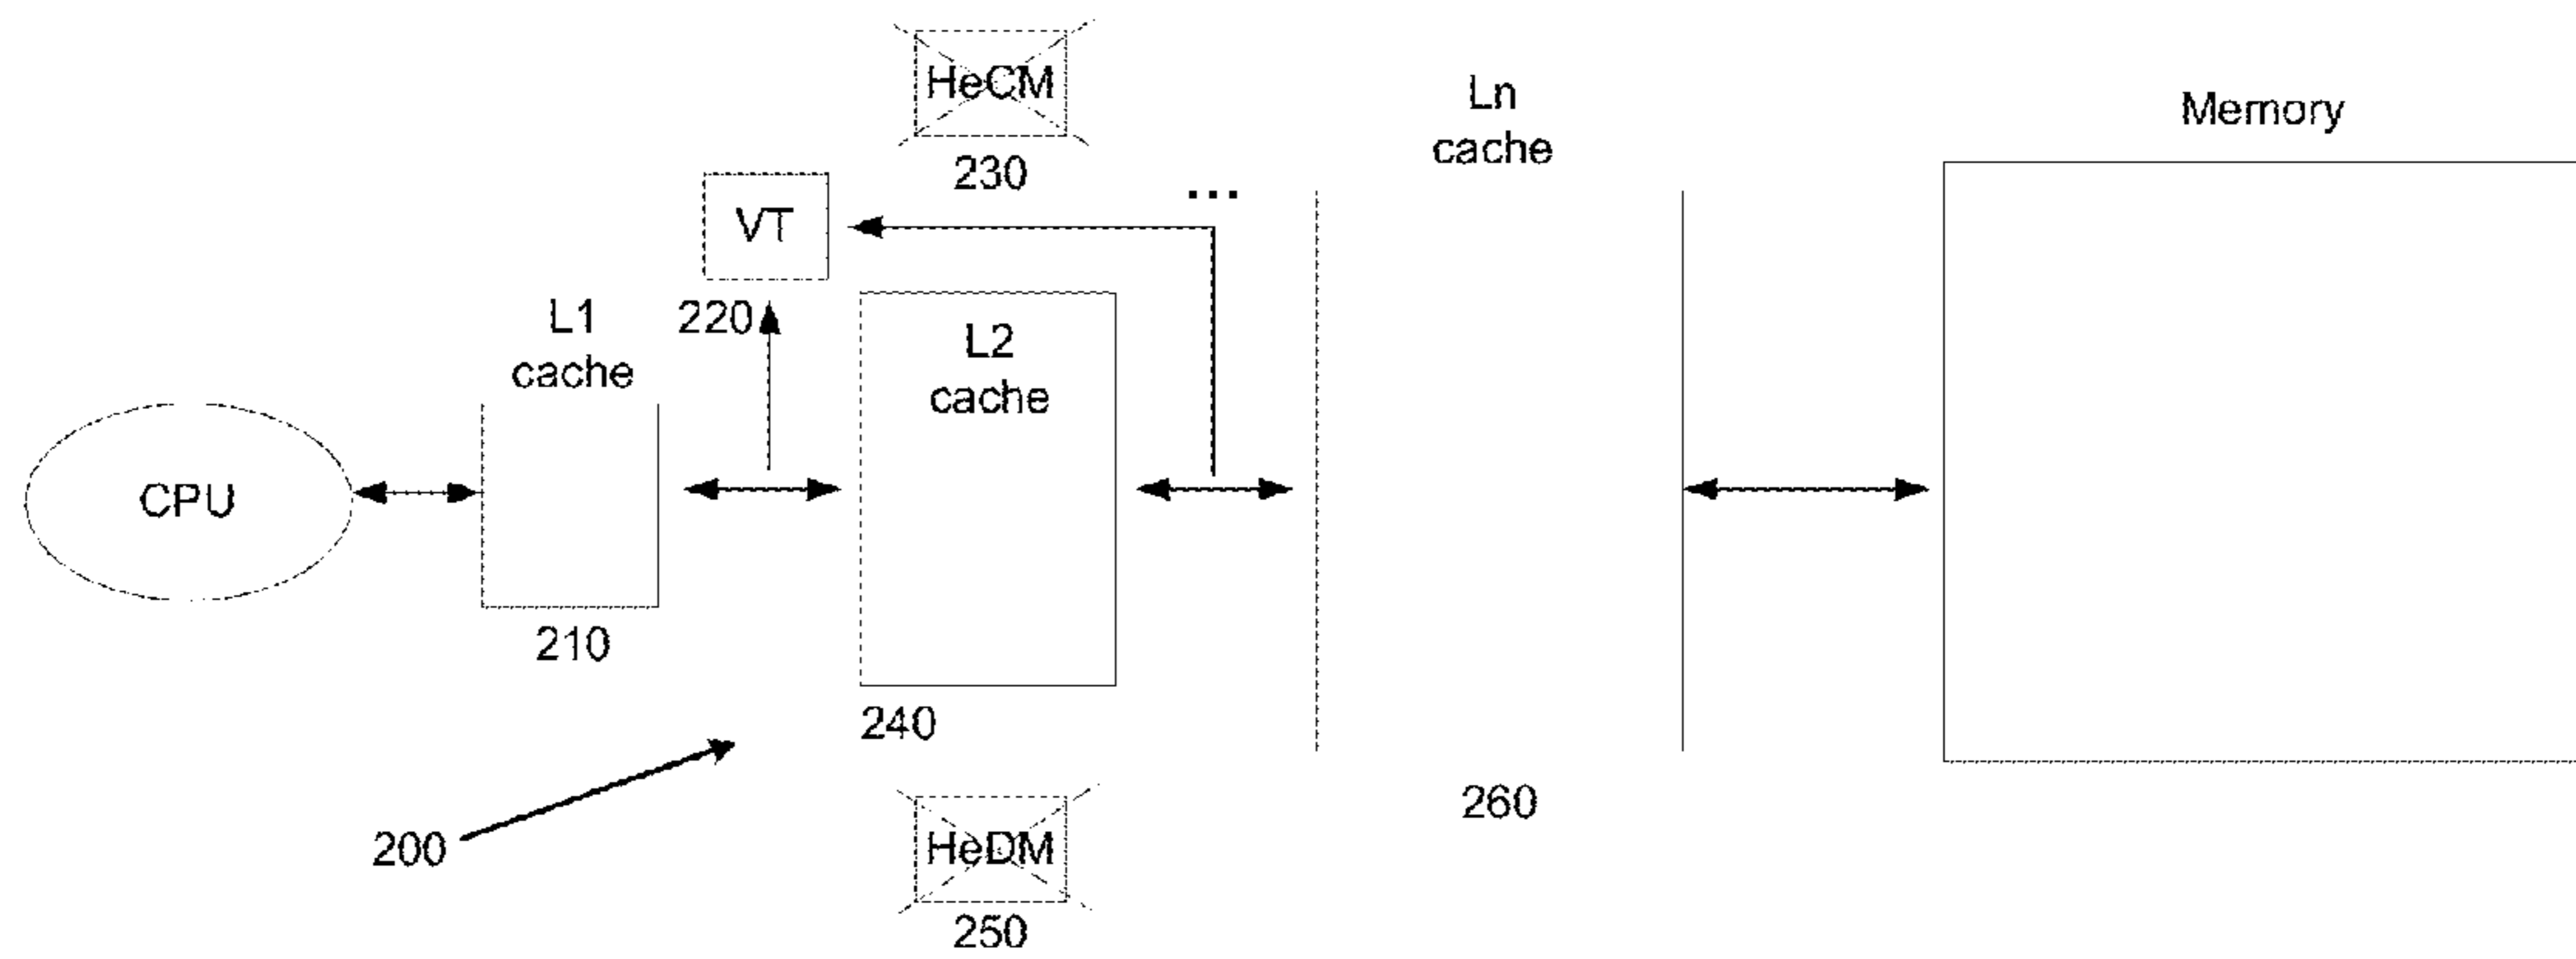 HeCM
230
Ln
cache
Memory
...
VT
220
L1
cache
L2
cache
CPU
210
240
200
HeDM
250
260